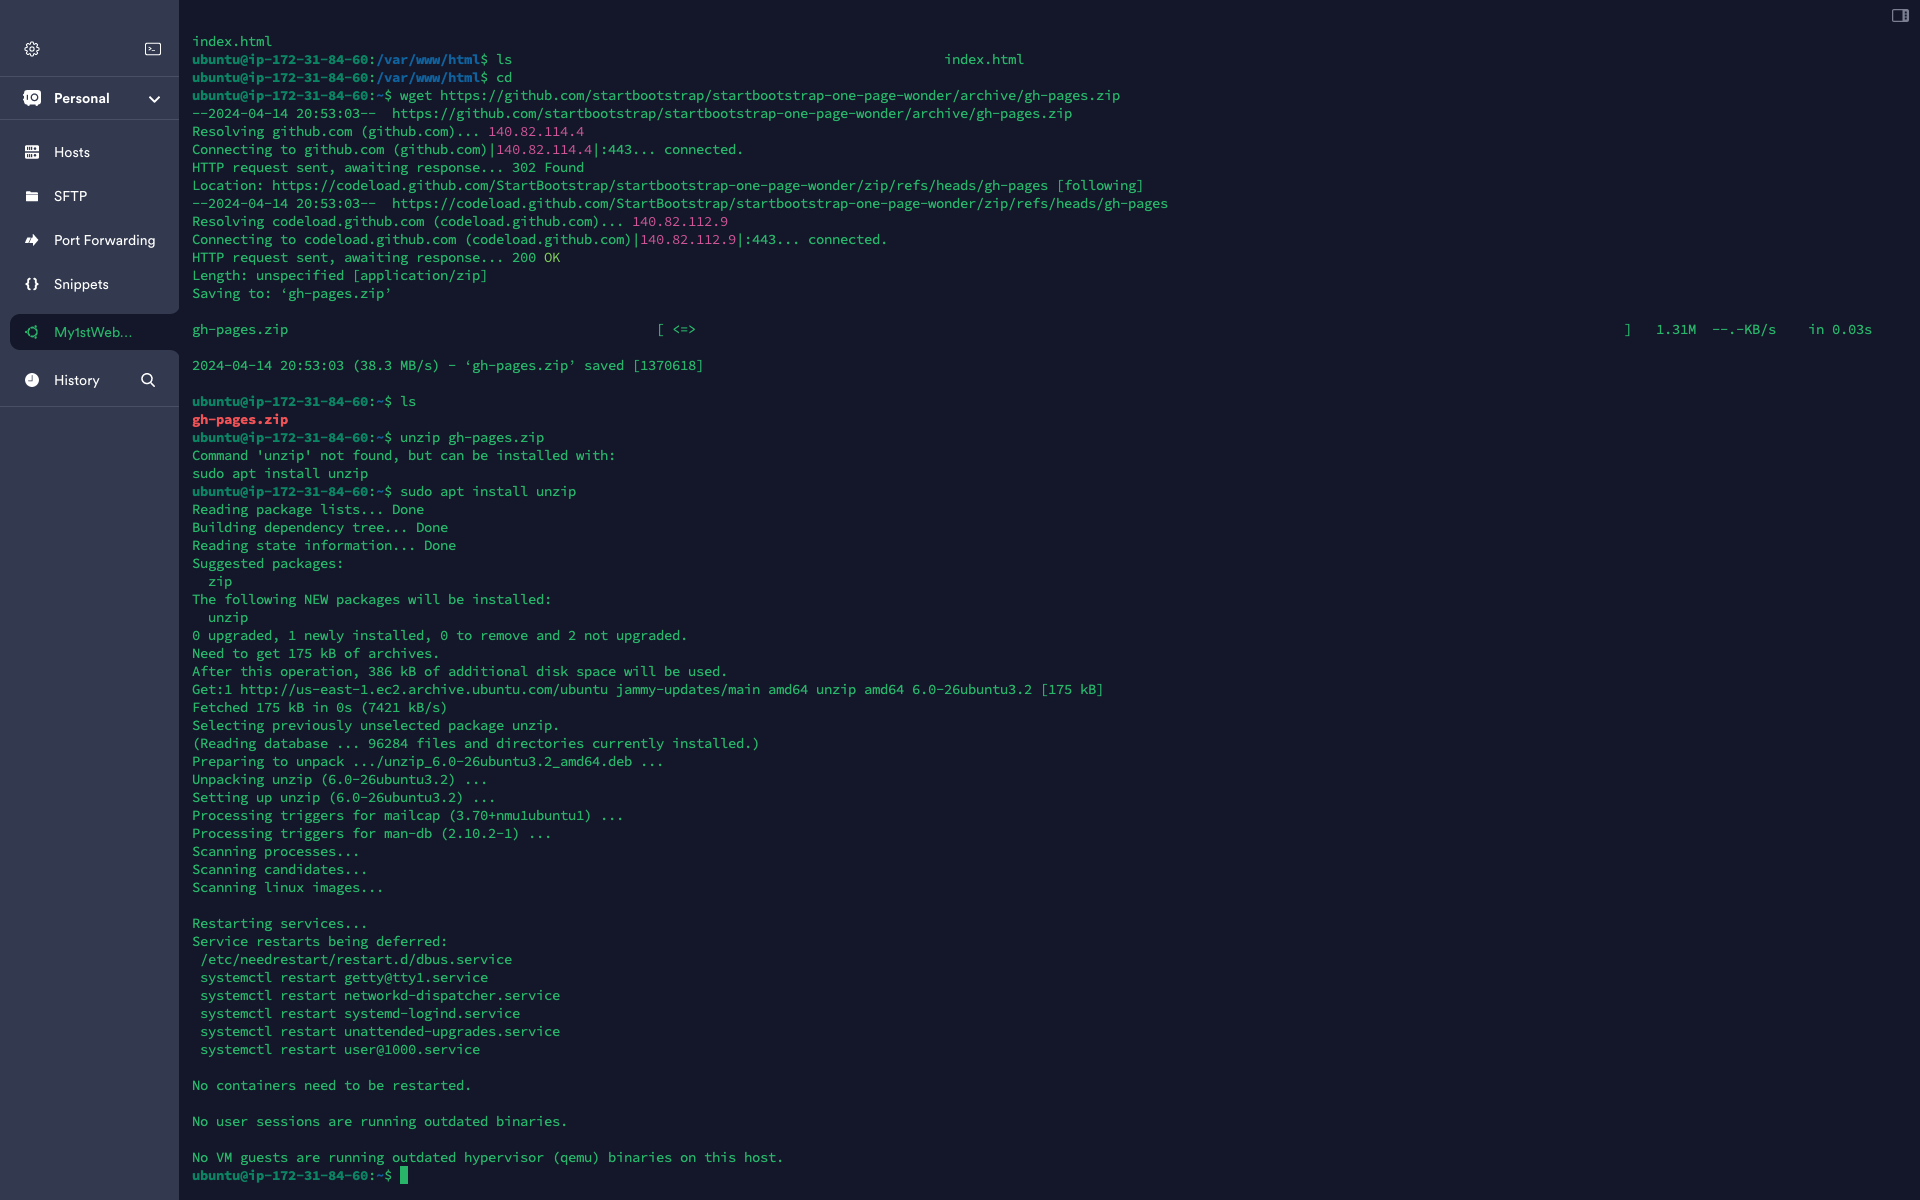 Personal
Hosts
SFTP
Port Forwarding
Snippets
My1stWeb...
History
index.html
ubuntu@ip-172-31-84-60:/var/www/html$ ls index.html
ubuntu@ip-172-31-84-60:/var/www/html$ cd
ubuntu@ip-172-31-84-60:~$ wget https://github.com/startbootstrap/startbootstrap-one-page-wonder/archive/gh-pages.zip
--2024-04-14 20:53:03--  https://github.com/startbootstrap/startbootstrap-one-page-wonder/archive/gh-pages.zip
Resolving github.com (github.com)... 140.82.114.4
Connecting to github.com (github.com)|140.82.114.4|:443... connected.
HTTP request sent, awaiting response... 302 Found
Location: https://codeload.github.com/StartBootstrap/startbootstrap-one-page-wonder/zip/refs/heads/gh-pages [following]
--2024-04-14 20:53:03--  https://codeload.github.com/StartBootstrap/startbootstrap-one-page-wonder/zip/refs/heads/gh-pages
Resolving codeload.github.com (codeload.github.com)... 140.82.112.9
Connecting to codeload.github.com (codeload.github.com)|140.82.112.9|:443... connected.
HTTP request sent, awaiting response... 200 OK
Length: unspecified [application/zip]
Saving to: ‘gh-pages.zip’
gh-pages.zip [ <=> ] 1.31M --.-KB/s in 0.03s
2024-04-14 20:53:03 (38.3 MB/s) - ‘gh-pages.zip’ saved [1370618]
ubuntu@ip-172-31-84-60:~$ ls
gh-pages.zip
ubuntu@ip-172-31-84-60:~$ unzip gh-pages.zip
Command 'unzip' not found, but can be installed with:
sudo apt install unzip
ubuntu@ip-172-31-84-60:~$ sudo apt install unzip
Reading package lists... Done
Building dependency tree... Done
Reading state information... Done
Suggested packages:
  zip
The following NEW packages will be installed:
  unzip
0 upgraded, 1 newly installed, 0 to remove and 2 not upgraded.
Need to get 175 kB of archives.
After this operation, 386 kB of additional disk space will be used.
Get:1 http://us-east-1.ec2.archive.ubuntu.com/ubuntu jammy-updates/main amd64 unzip amd64 6.0-26ubuntu3.2 [175 kB]
Fetched 175 kB in 0s (7421 kB/s)
Selecting previously unselected package unzip.
(Reading database ... 96284 files and directories currently installed.)
Preparing to unpack .../unzip_6.0-26ubuntu3.2_amd64.deb ...
Unpacking unzip (6.0-26ubuntu3.2) ...
Setting up unzip (6.0-26ubuntu3.2) ...
Processing triggers for mailcap (3.70+nmu1ubuntu1) ...
Processing triggers for man-db (2.10.2-1) ...
Scanning processes...
Scanning candidates...
Scanning linux images...
Restarting services...
Service restarts being deferred:
 /etc/needrestart/restart.d/dbus.service
 systemctl restart getty@tty1.service
 systemctl restart networkd-dispatcher.service
 systemctl restart systemd-logind.service
 systemctl restart unattended-upgrades.service
 systemctl restart user@1000.service
No containers need to be restarted.
No user sessions are running outdated binaries.
No VM guests are running outdated hypervisor (qemu) binaries on this host.
ubuntu@ip-172-31-84-60:~$